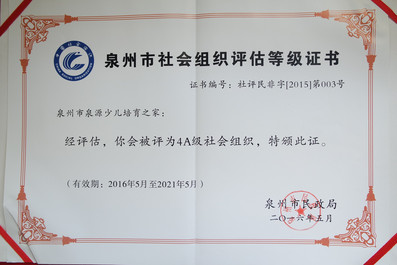 泉州市社会组织评估等级证书
证书编号：社评民非字[2015]第003号
泉州市泉源少儿培育之家：
经评估，你会被评为4A级社会组织，特颁此证。
（有效期：2016年5月至2021年5月）
泉州市民政局
二〇一六年五月